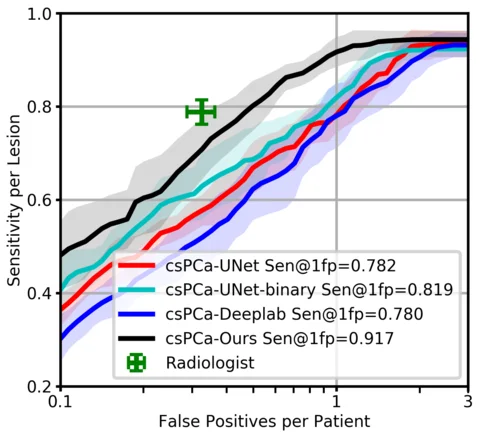 1.0
0.8
0.6
0.4
0.2
Sensitivity per Lesion
csPCa-UNet Sen@1fp=0.782
csPCa-UNet-binary Sen@1fp=0.819
csPCa-Deeplab Sen@1fp=0.780
csPCa-Ours Sen@1fp=0.917
Radiologist
0.1 1 3
False Positives per Patient